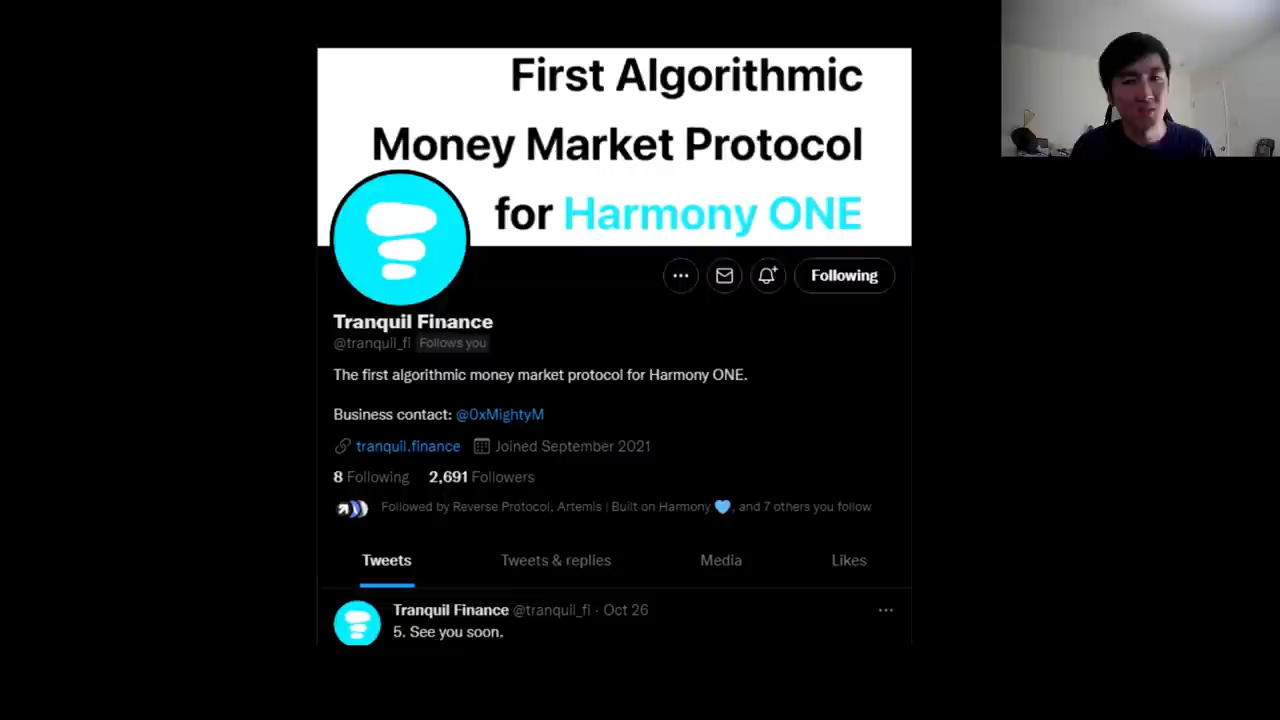 First Algorithmic
Money Market Protocol
for Harmony ONE
Following
Tranquil Finance
@tranquil_fi Follows you
The first algorithmic money market protocol for Harmony ONE.
Business contact: @0xMightyM
tranquil.finance Joined September 2021
8 Following 2,691 Followers
Followed by Reverse Protocol, Artemis | Built on Harmony 💙, and 7 others you follow
Tweets Tweets & replies Media Likes
Tranquil Finance @tranquil_fi · Oct 26
5. See you soon.